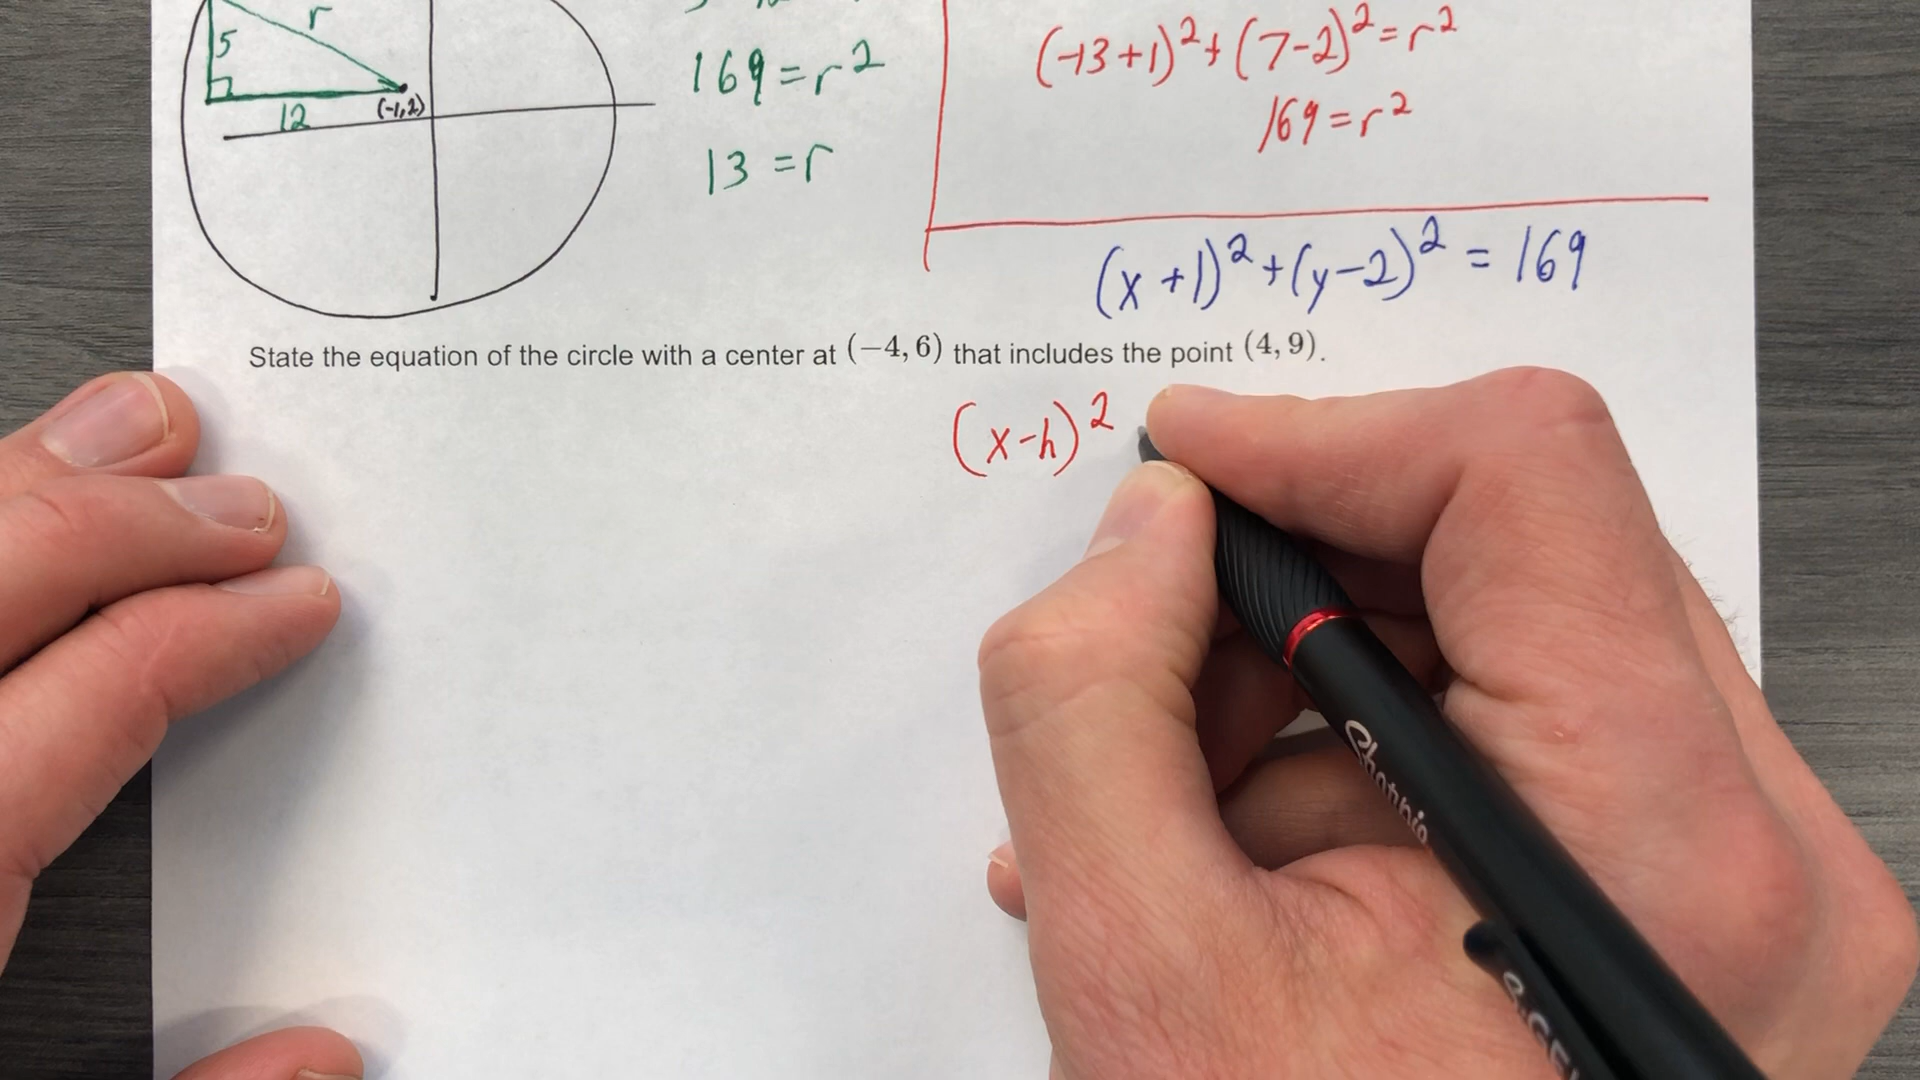 r
5
12
(-1,2)
169=r²
13=r
(-13+1)²+(7-2)²=r²
169=r²
(x+1)²+(y-2)²=169
State the equation of the circle with a center at (−4, 6) that includes the point (4, 9).
(x-h)²
Sharpie
S.GEL